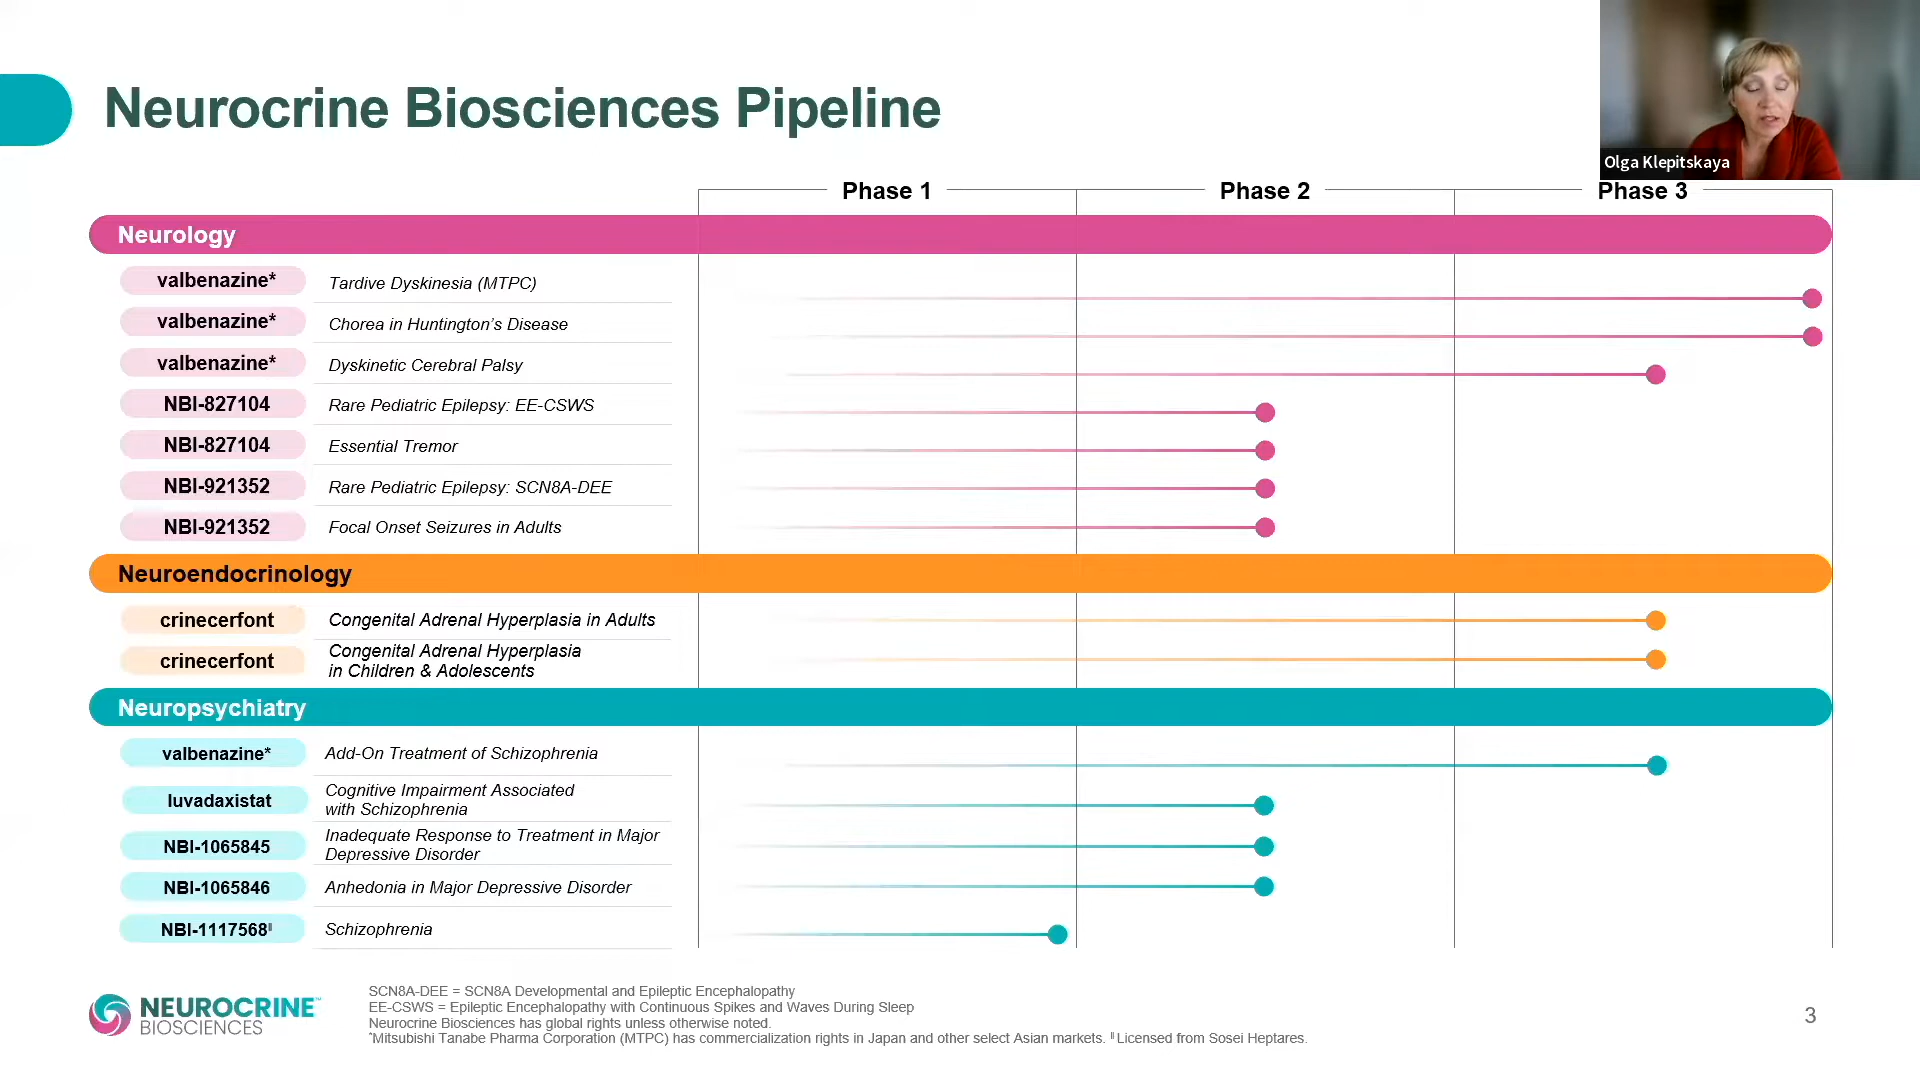 Neurocrine Biosciences Pipeline
Olga Klepitskaya
Phase 1
Phase 2
Phase 3
Neurology
valbenazine*
Tardive Dyskinesia (MTPC)
valbenazine*
Chorea in Huntington’s Disease
valbenazine*
Dyskinetic Cerebral Palsy
NBI-827104
Rare Pediatric Epilepsy: EE-CSWS
NBI-827104
Essential Tremor
NBI-921352
Rare Pediatric Epilepsy: SCN8A-DEE
NBI-921352
Focal Onset Seizures in Adults
Neuroendocrinology
crinecerfont
Congenital Adrenal Hyperplasia in Adults
crinecerfont
Congenital Adrenal Hyperplasia
in Children & Adolescents
Neuropsychiatry
valbenazine*
Add-On Treatment of Schizophrenia
luvadaxistat
Cognitive Impairment Associated
with Schizophrenia
NBI-1065845
Inadequate Response to Treatment in Major
Depressive Disorder
NBI-1065846
Anhedonia in Major Depressive Disorder
NBI-1117568‖
Schizophrenia
NEUROCRINE™
BIOSCIENCES
SCN8A-DEE = SCN8A Developmental and Epileptic Encephalopathy
EE-CSWS = Epileptic Encephalopathy with Continuous Spikes and Waves During Sleep
Neurocrine Biosciences has global rights unless otherwise noted.
*Mitsubishi Tanabe Pharma Corporation (MTPC) has commercialization rights in Japan and other select Asian markets. ‖ Licensed from Sosei Heptares.
3